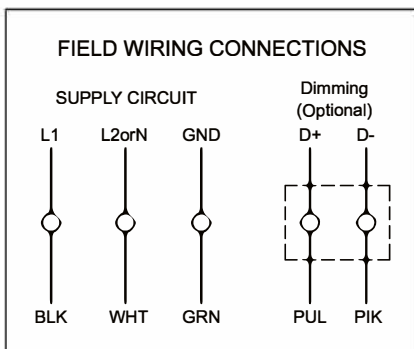 FIELD WIRING CONNECTIONS
SUPPLY CIRCUIT
Dimming
(Optional)
L1 L2orN GND D+ D-
BLK WHT GRN PUL PIK